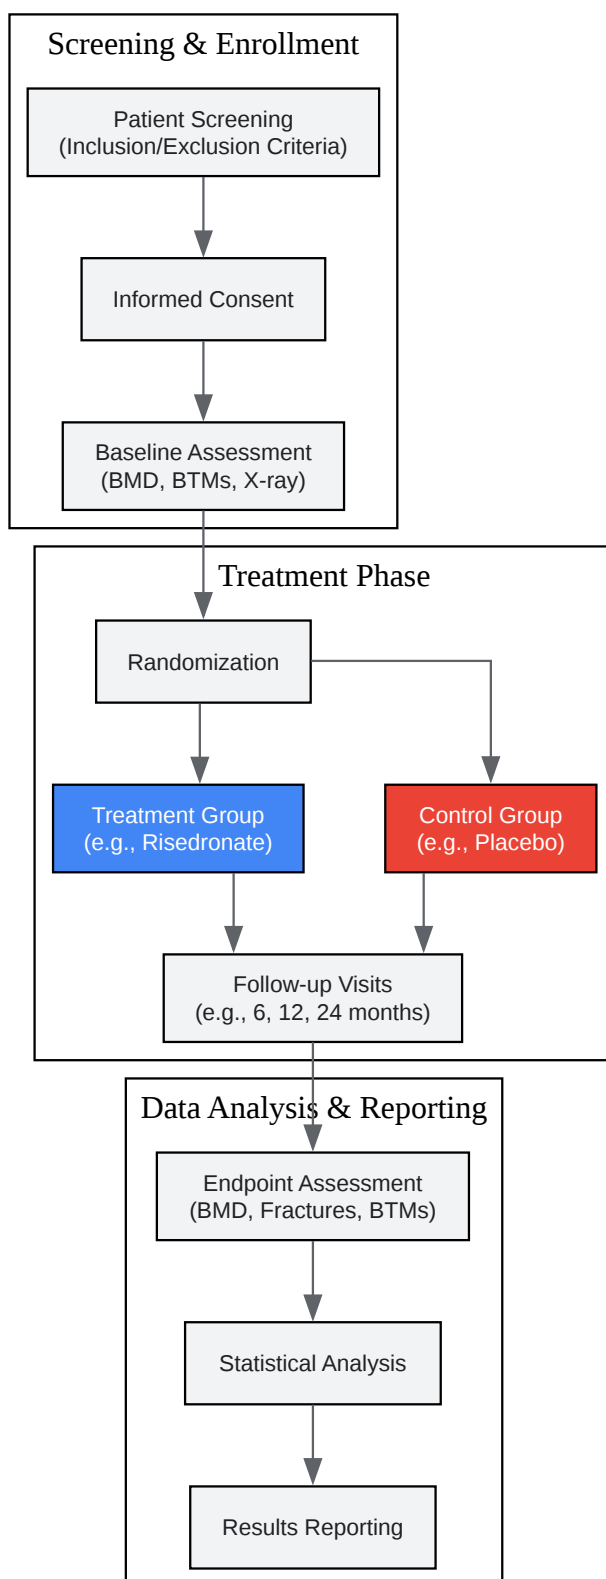 Screening & Enrollment
Patient Screening
(Inclusion/Exclusion Criteria)
Informed Consent
Baseline Assessment
(BMD, BTMs, X-ray)
Treatment Phase
Randomization
Treatment Group
(e.g., Risedronate)
Control Group
(e.g., Placebo)
Follow-up Visits
(e.g., 6, 12, 24 months)
Data Analysis & Reporting
Endpoint Assessment
(BMD, Fractures, BTMs)
Statistical Analysis
Results Reporting